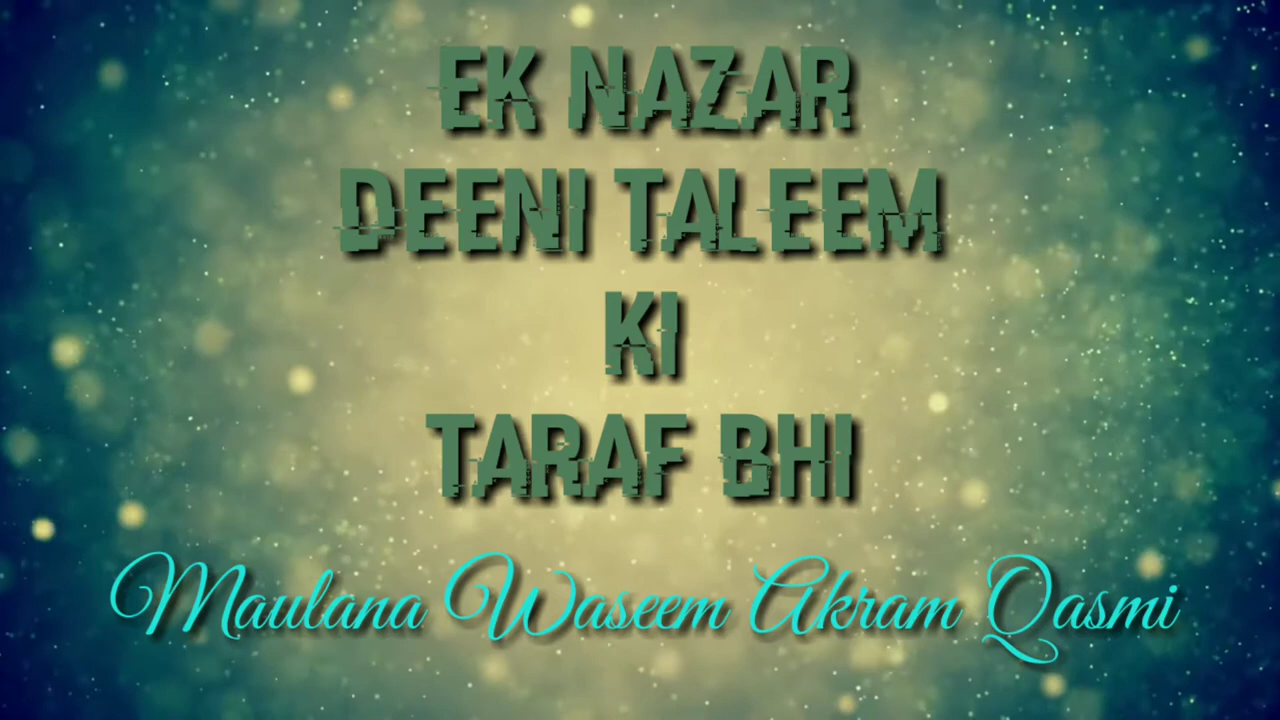 EK NAZAR
DEENI TALEEM
KI
TARAF BHI
Maulana Waseem Akram Qasmi